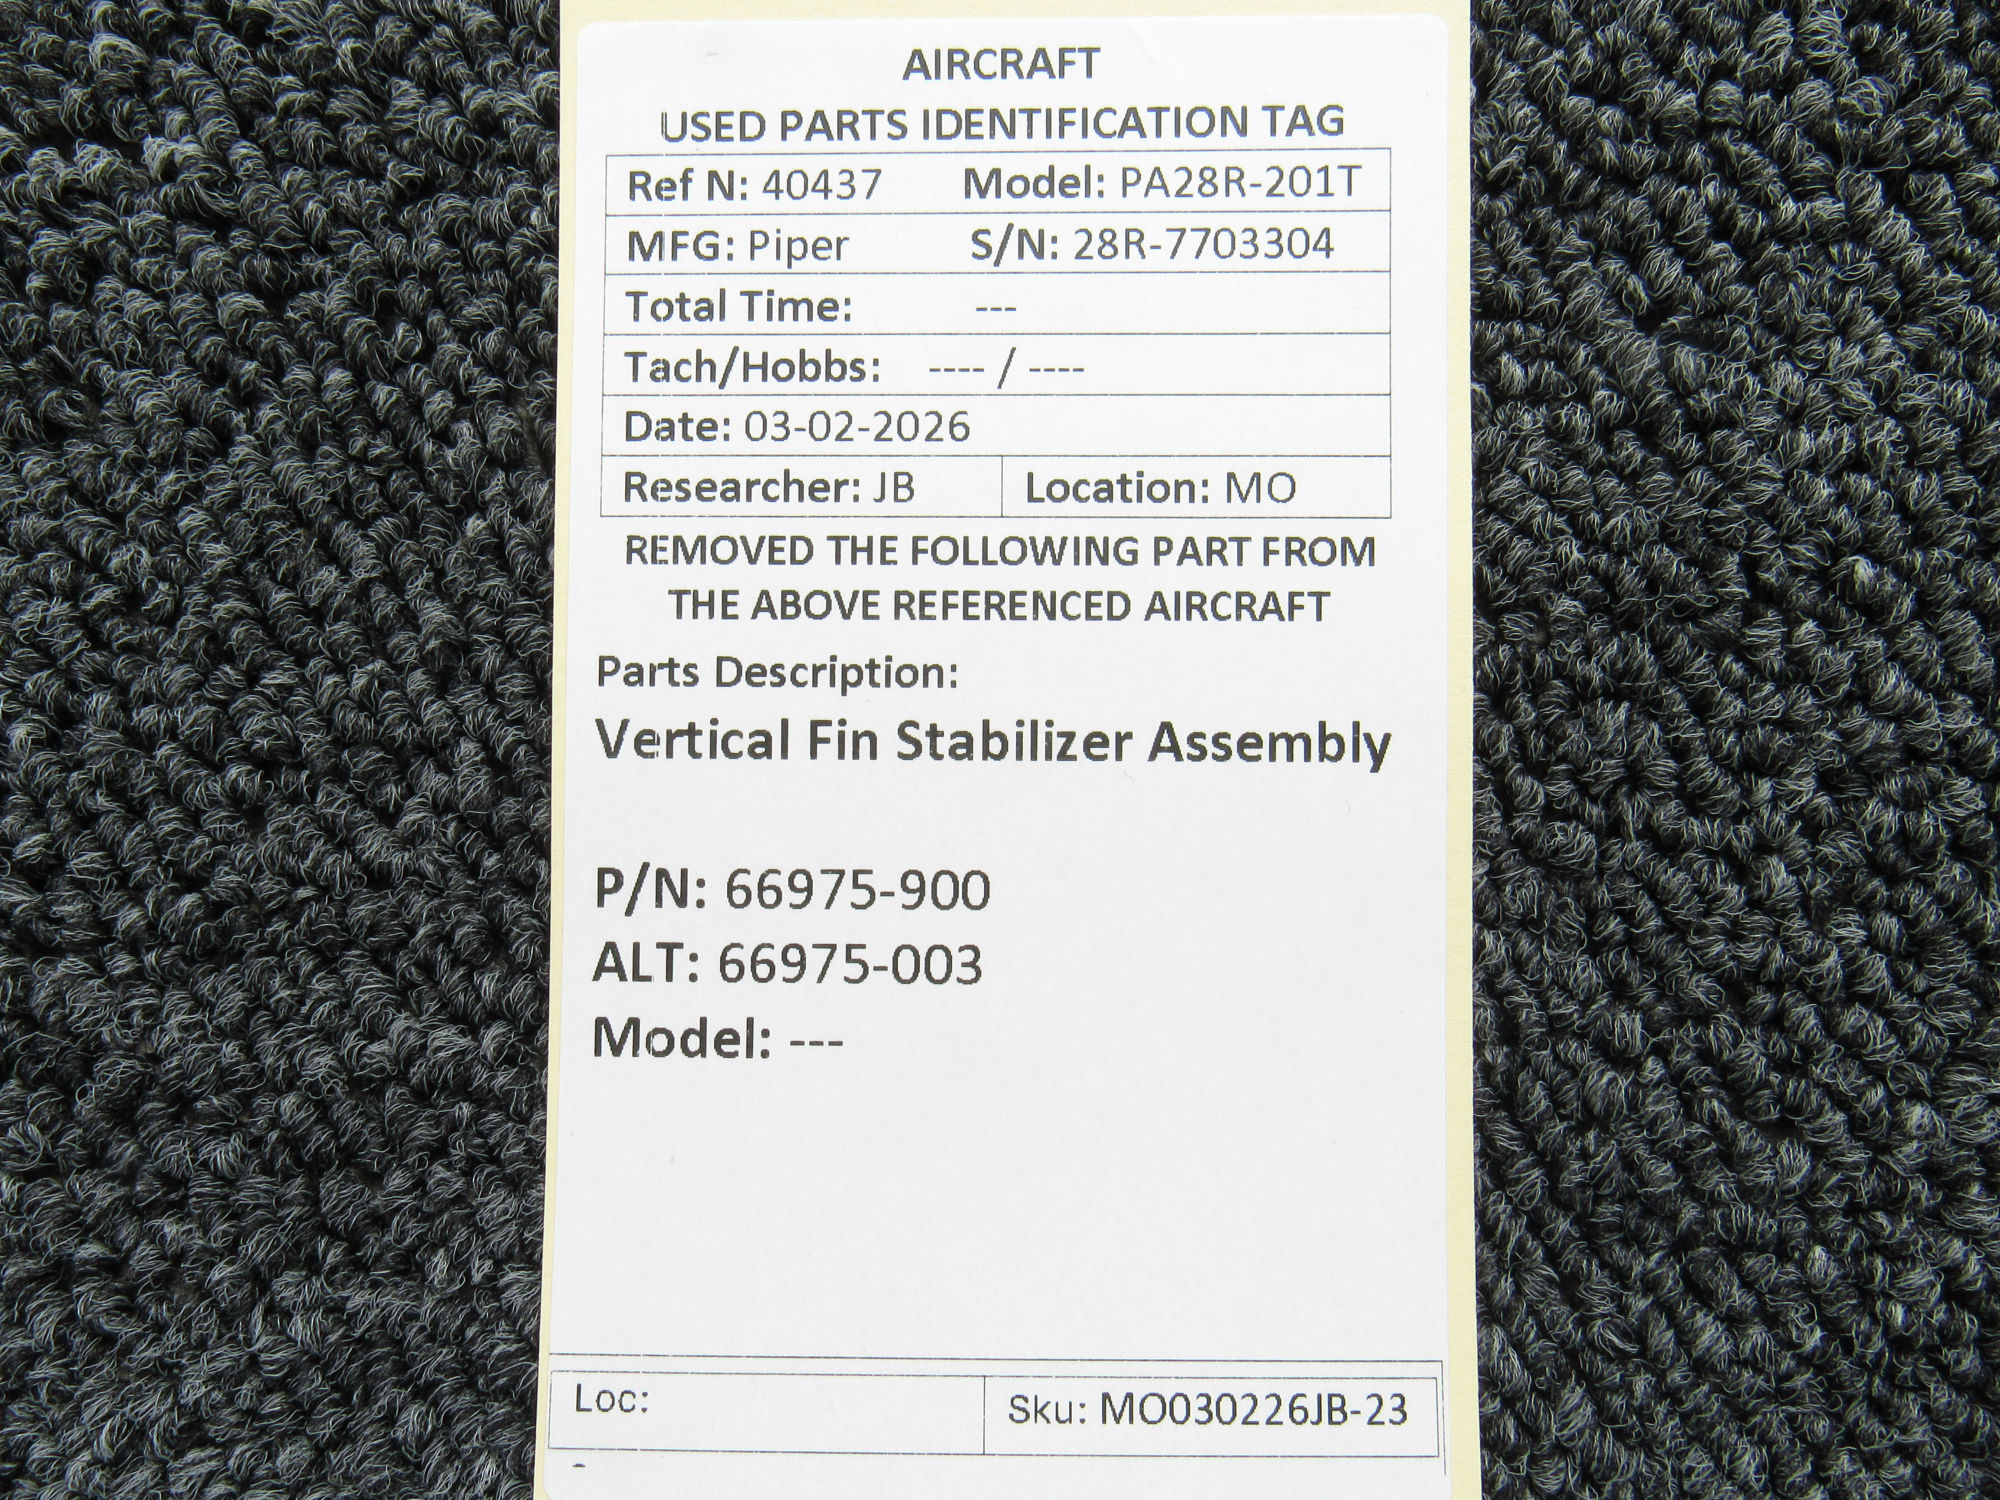 AIRCRAFT
USED PARTS IDENTIFICATION TAG
Ref N: 40437 Model: PA28R-201T
MFG: Piper S/N: 28R-7703304
Total Time: ---
Tach/Hobbs: ---- / ----
Date: 03-02-2026
Researcher: JB Location: MO
REMOVED THE FOLLOWING PART FROM
THE ABOVE REFERENCED AIRCRAFT
Parts Description:
Vertical Fin Stabilizer Assembly
P/N: 66975-900
ALT: 66975-003
Model: ---
Loc: Sku: MO030226JB-23